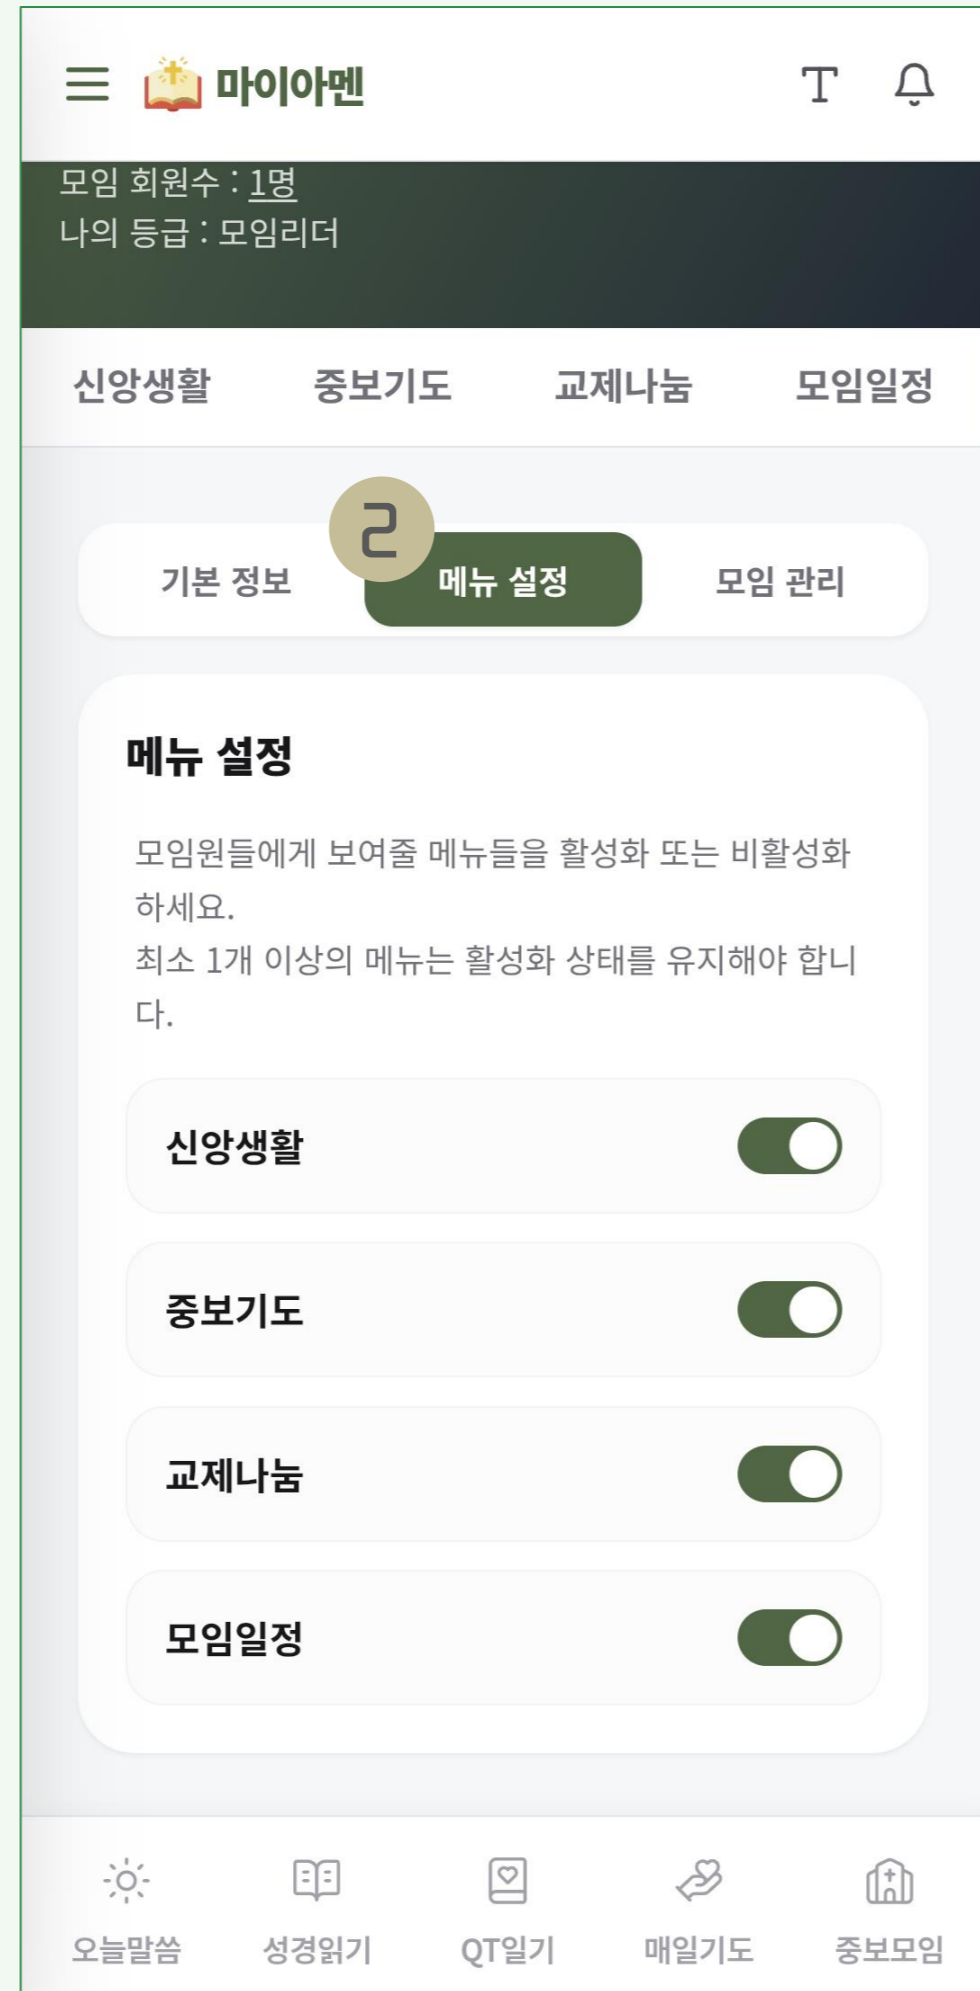 마이아멘
모임 회원수 : 1명
나의 등급 : 모임리더
신앙생활 중보기도 교제나눔 모임일정
2
기본 정보 메뉴 설정 모임 관리
메뉴 설정
모임원들에게 보여줄 메뉴들을 활성화 또는 비활성화
하세요.
최소 1개 이상의 메뉴는 활성화 상태를 유지해야 합니
다.
신앙생활
중보기도
교제나눔
모임일정
오늘말씀 성경읽기 QT일기 매일기도 중보모임